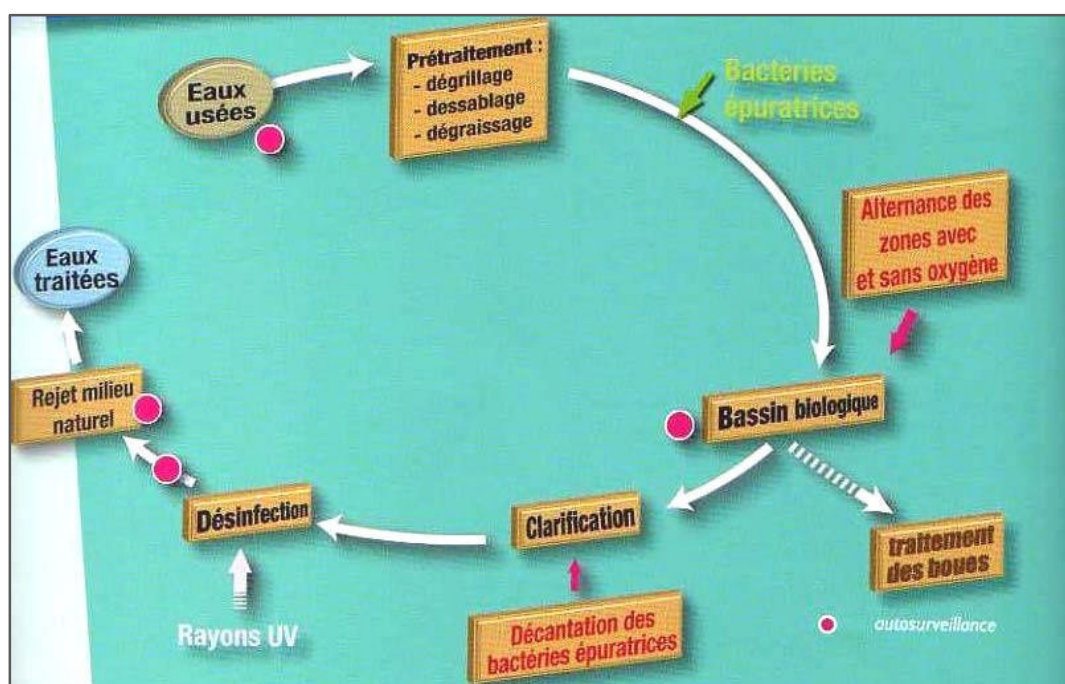 Eaux
usées
Prétraitement :
- dégrillage
- dessablage
- dégraissage
Bactéries
épuratrices
Alternance des
zones avec
et sans oxygène
Bassin biologique
traitement
des boues
Clarification
Décantation des
bactéries épuratrices
Désinfection
Rayons UV
Rejet milieu
naturel
Eaux
traitées
autosurveillance